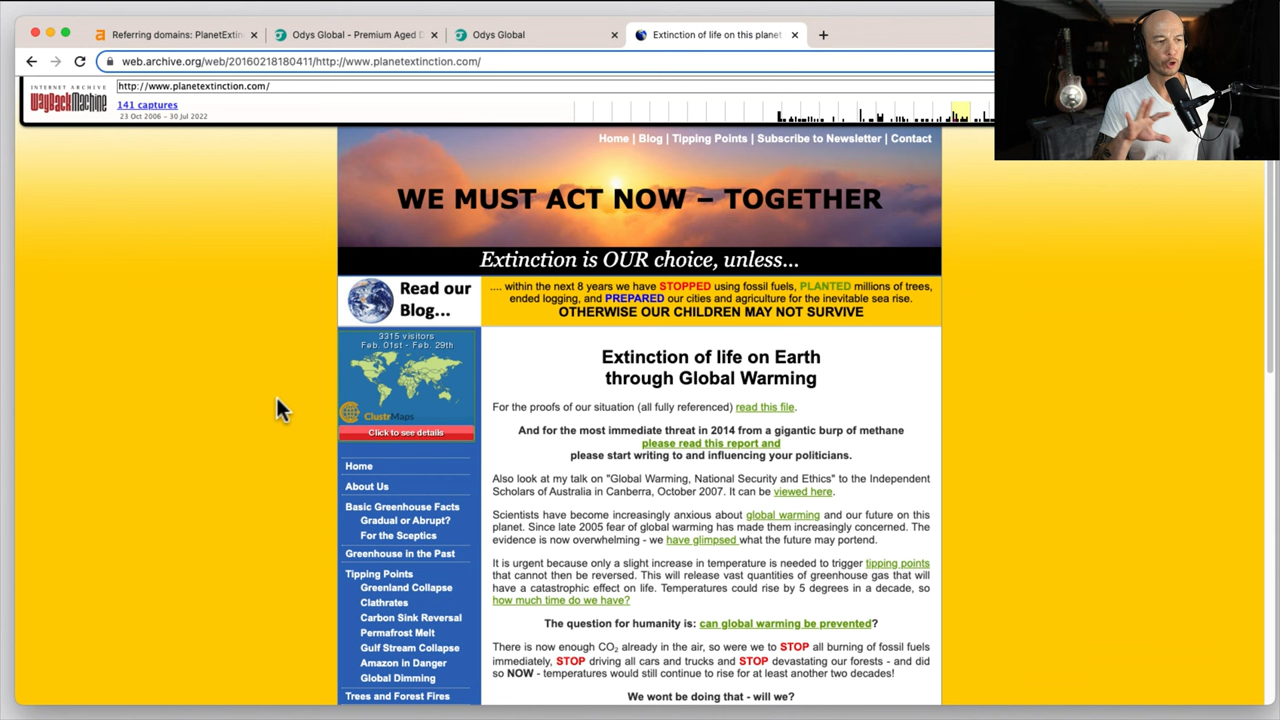 Referring domains: PlanetExtin
Odys Global - Premium Aged D
Odys Global
Extinction of life on this planet
web.archive.org/web/20160218180411/http://www.planetextinction.com/
INTERNET ARCHIVE
WayBackMachine
http://www.planetextinction.com/
141 captures
23 Oct 2006 – 30 Jul 2022
Home | Blog | Tipping Points | Subscribe to Newsletter | Contact
WE MUST ACT NOW – TOGETHER
Extinction is OUR choice, unless...
Read our
Blog...
.... within the next 8 years we have STOPPED using fossil fuels, PLANTED millions of trees,
ended logging, and PREPARED our cities and agriculture for the inevitable sea rise.
OTHERWISE OUR CHILDREN MAY NOT SURVIVE
3315 visitors
Feb. 01st - Feb. 29th
ClustrMaps
Click to see details
Home
About Us
Basic Greenhouse Facts
Gradual or Abrupt?
For the Sceptics
Greenhouse in the Past
Tipping Points
Greenland Collapse
Clathrates
Carbon Sink Reversal
Permafrost Melt
Gulf Stream Collapse
Amazon in Danger
Global Dimming
Trees and Forest Fires
Extinction of life on Earth
through Global Warming
For the proofs of our situation (all fully referenced) read this file.
And for the most immediate threat in 2014 from a gigantic burp of methane
please read this report and
please start writing to and influencing your politicians.
Also look at my talk on "Global Warming, National Security and Ethics" to the Independent
Scholars of Australia in Canberra, October 2007. It can be viewed here.
Scientists have become increasingly anxious about global warming and our future on this
planet. Since late 2005 fear of global warming has made them increasingly concerned. The
evidence is now overwhelming - we have glimpsed what the future may portend.
It is urgent because only a slight increase in temperature is needed to trigger tipping points
that cannot then be reversed. This will release vast quantities of greenhouse gas that will
have a catastrophic effect on life. Temperatures could rise by 5 degrees in a decade, so
how much time do we have?
The question for humanity is: can global warming be prevented?
There is now enough CO₂ already in the air, so were we to STOP all burning of fossil fuels
immediately, STOP driving all cars and trucks and STOP devastating our forests - and did
so NOW - temperatures would still continue to rise for at least another two decades!
We wont be doing that - will we?